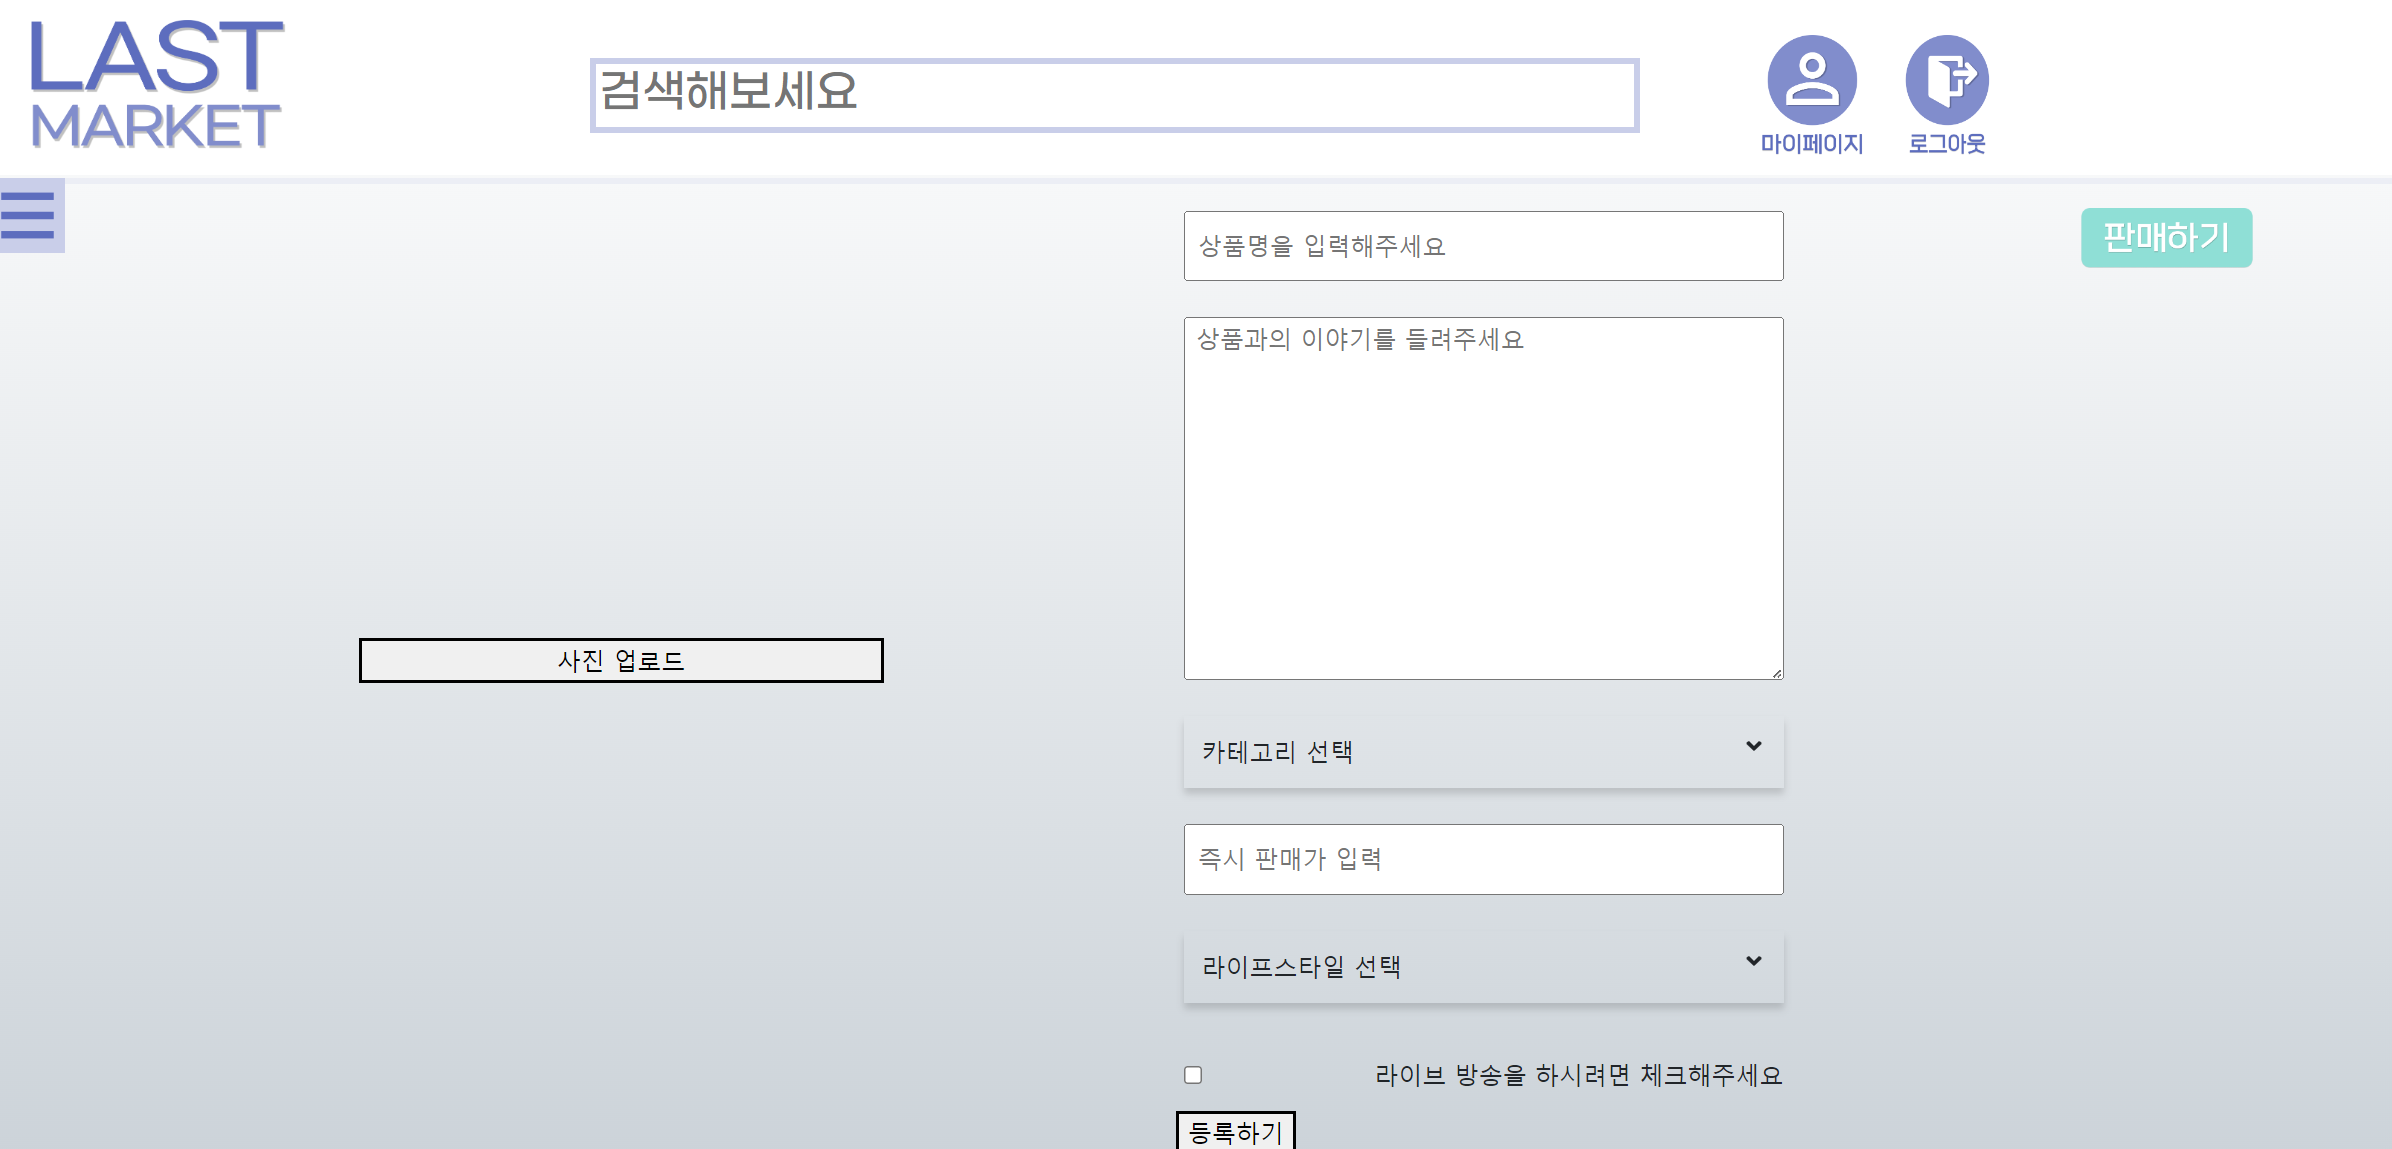 LAST
MARKET
검색해보세요
마이페이지
로그아웃
판매하기
상품명을 입력해주세요
상품과의 이야기를 들려주세요
사진 업로드
카테고리 선택
즉시 판매가 입력
라이프스타일 선택
라이브 방송을 하시려면 체크해주세요
등록하기